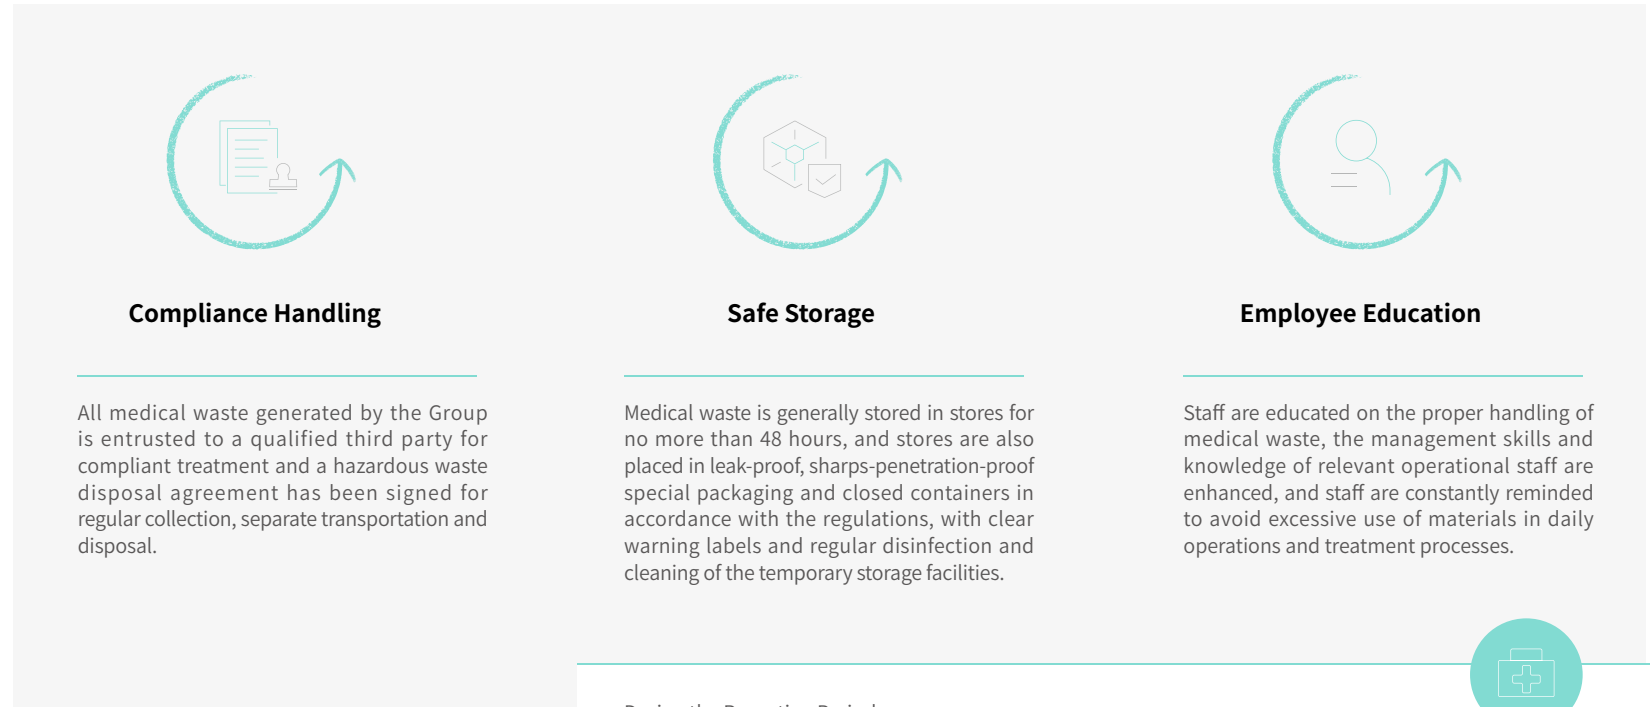 Compliance Handling
All medical waste generated by the Group
is entrusted to a qualified third party for
compliant treatment and a hazardous waste
disposal agreement has been signed for
regular collection, separate transportation and
disposal.
Safe Storage
Medical waste is generally stored in stores for
no more than 48 hours, and stores are also
placed in leak-proof, sharps-penetration-proof
special packaging and closed containers in
accordance with the regulations, with clear
warning labels and regular disinfection and
cleaning of the temporary storage facilities.
Employee Education
Staff are educated on the proper handling of
medical waste, the management skills and
knowledge of relevant operational staff are
enhanced, and staff are constantly reminded
to avoid excessive use of materials in daily
operations and treatment processes.
During the Reporting Period